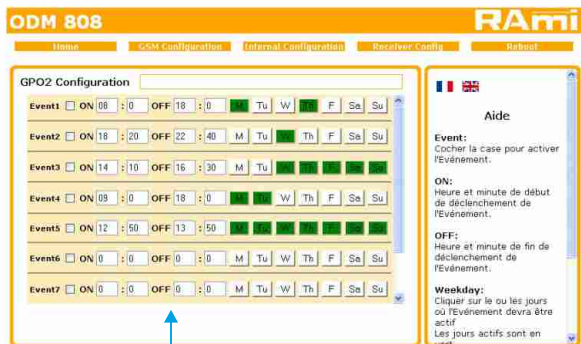 ODM 808
RAmi
Home GSM Configuration Internal Configuration Receiver Config Reboot
GPO2 Configuration
Event1 ON 08 : 0 OFF 18 : 0 M Tu W Th F Sa Su
Event2 ON 18 : 20 OFF 22 : 40 M Tu W Th F Sa Su
Event3 ON 14 : 10 OFF 16 : 30 M Tu W Th F Sa Su
Event4 ON 09 : 0 OFF 18 : 0 M Tu W Th F Sa Su
Event5 ON 12 : 50 OFF 13 : 50 M Tu W Th F Sa Su
Event6 ON 0 : 0 OFF 0 : 0 M Tu W Th F Sa Su
Event7 ON 0 : 0 OFF 0 : 0 M Tu W Th F Sa Su
Aide
Event:
Cocher la case pour activer
l'Evénement.
ON:
Heure et minute de début
de déclenchement de
l'Evénement.
OFF:
Heure et minute de fin de
déclenchement de
l'Evénement.
Weekday:
Cliquer sur le ou les jours
où l'Evénement devra être
actif
Les jours actifs sont en
vert